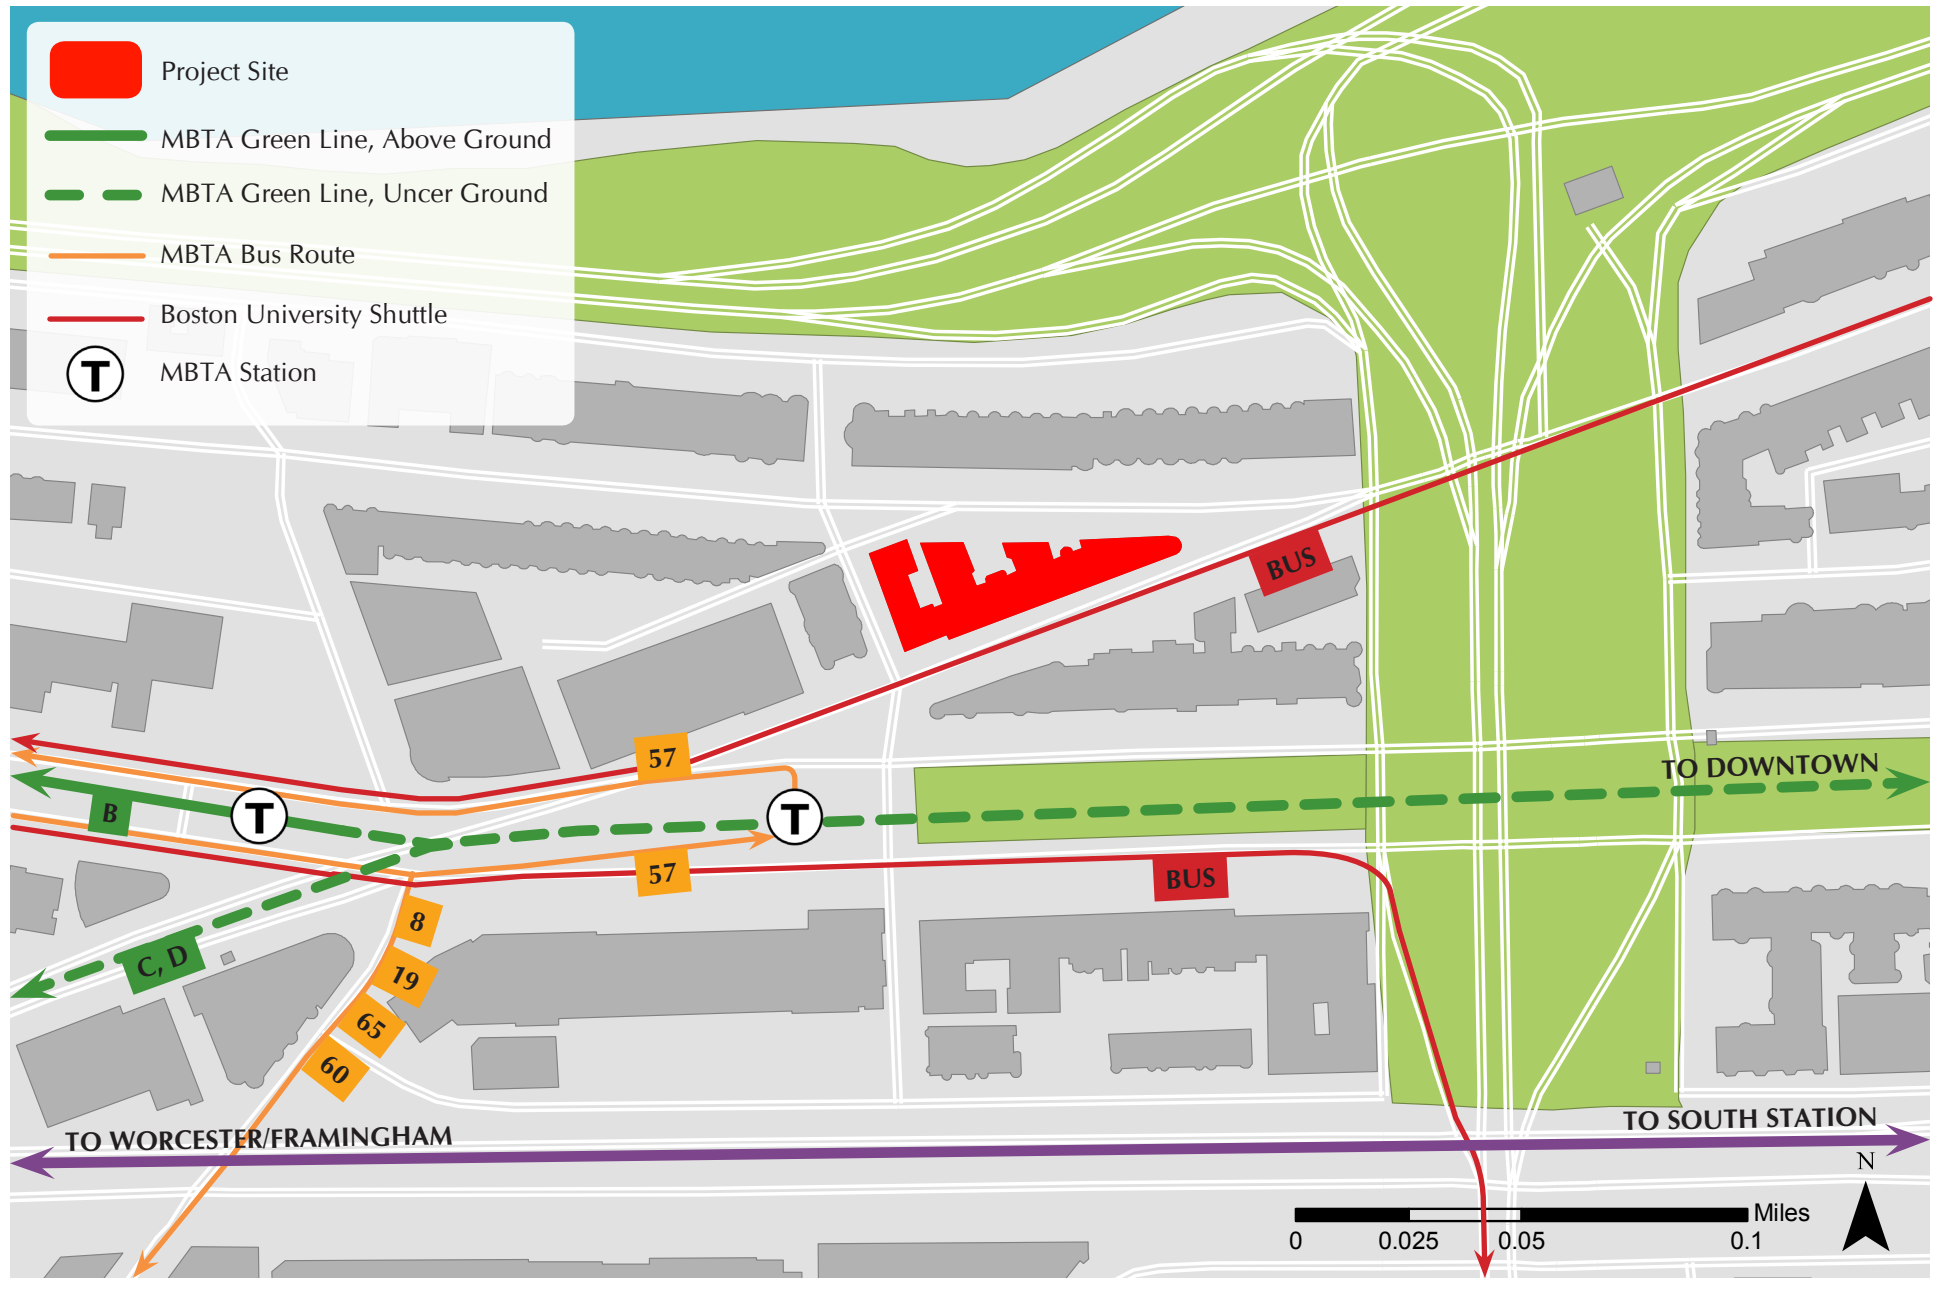 Project Site
MBTA Green Line, Above Ground
MBTA Green Line, Uncer Ground
MBTA Bus Route
Boston University Shuttle
T
MBTA Station
BUS
57
TO DOWNTOWN
B
T
T
57
BUS
8
C, D
19
65
60
TO WORCESTER/FRAMINGHAM
TO SOUTH STATION
N
Miles
0 0.025 0.05 0.1